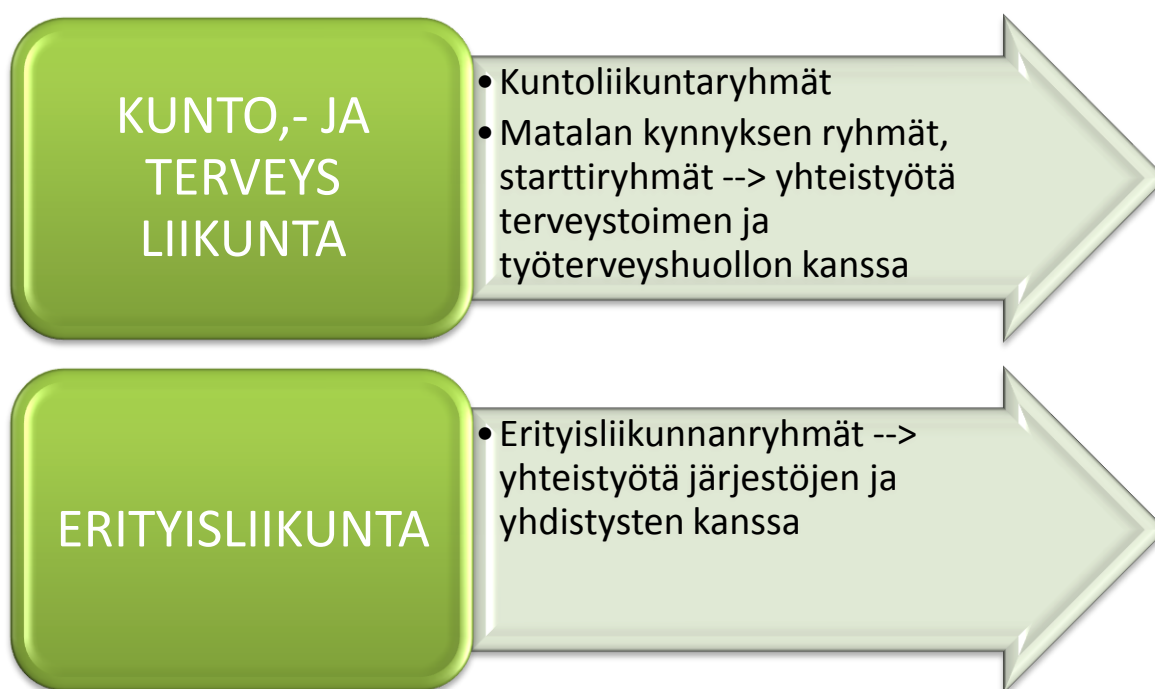 KUNTO,- JA
TERVEYS
LIIKUNTA
•Kuntoliikuntaryhmät
•Matalan kynnyksen ryhmät,
starttiryhmät --> yhteistyötä
terveystoimen ja
työterveyshuollon kanssa
ERITYISLIIKUNTA
•Erityisliikunnanryhmät -->
yhteistyötä järjestöjen ja
yhdistysten kanssa